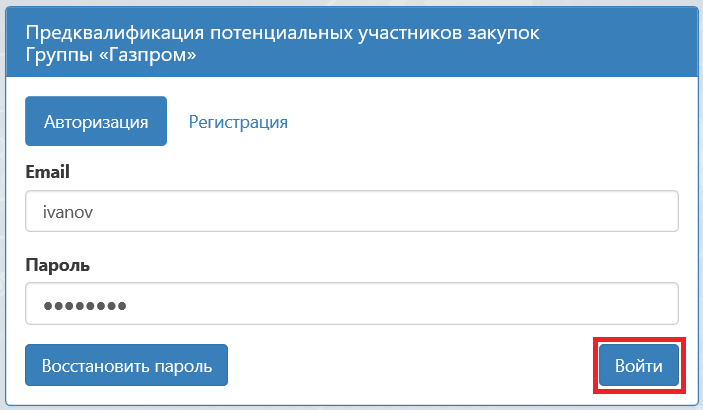 Предквалификация потенциальных участников закупок
Группы «Газпром»
Авторизация Регистрация
Email
ivanov
Пароль
●●●●●●●●
Восстановить пароль Войти